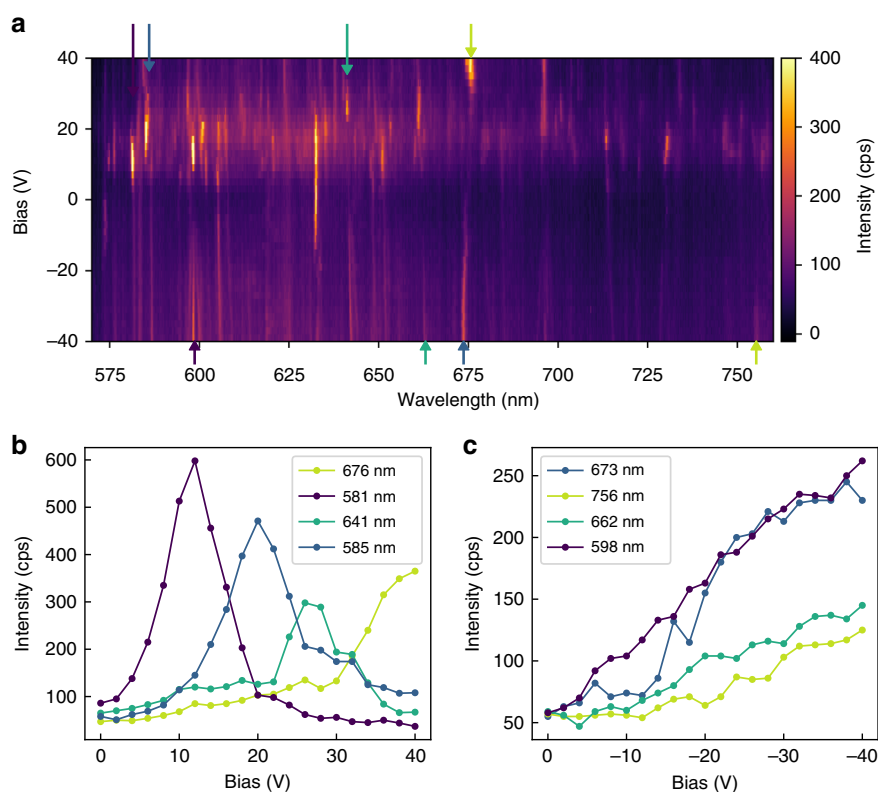 a
40
20
0
−20
−40
Bias (V)
575
600
625
650
675
700
725
750
Wavelength (nm)
400
300
200
100
0
Intensity (cps)
b
600
500
400
300
200
100
Intensity (cps)
676 nm
581 nm
641 nm
585 nm
0
10
20
30
40
Bias (V)
c
250
200
150
100
50
Intensity (cps)
673 nm
756 nm
662 nm
598 nm
0
−10
−20
−30
−40
Bias (V)